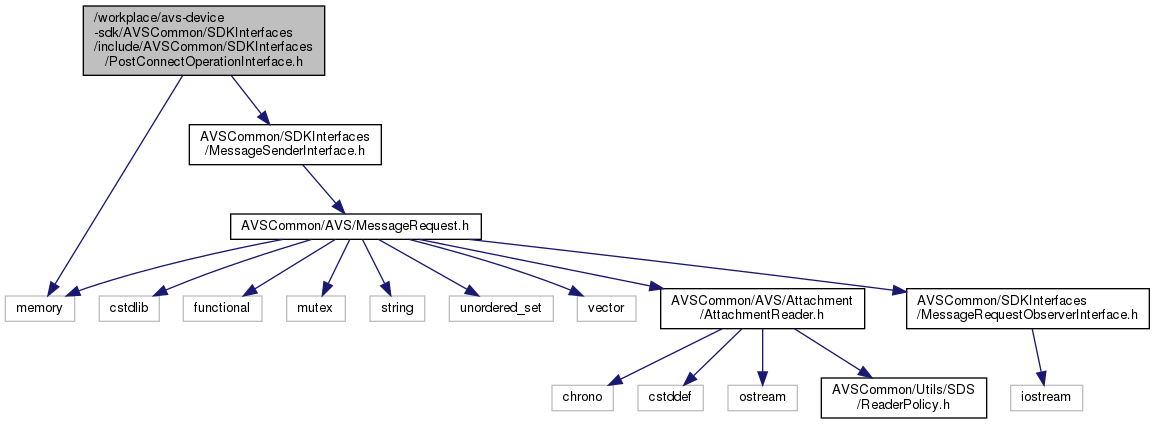 /workplace/avs-device
-sdk/AVSCommon/SDKInterfaces
/include/AVSCommon/SDKInterfaces
/PostConnectOperationInterface.h
AVSCommon/SDKInterfaces
/MessageSenderInterface.h
AVSCommon/AVS/MessageRequest.h
memory
cstdlib
functional
mutex
string
unordered_set
vector
AVSCommon/AVS/Attachment
/AttachmentReader.h
AVSCommon/SDKInterfaces
/MessageRequestObserverInterface.h
chrono
cstddef
ostream
AVSCommon/Utils/SDS
/ReaderPolicy.h
iostream